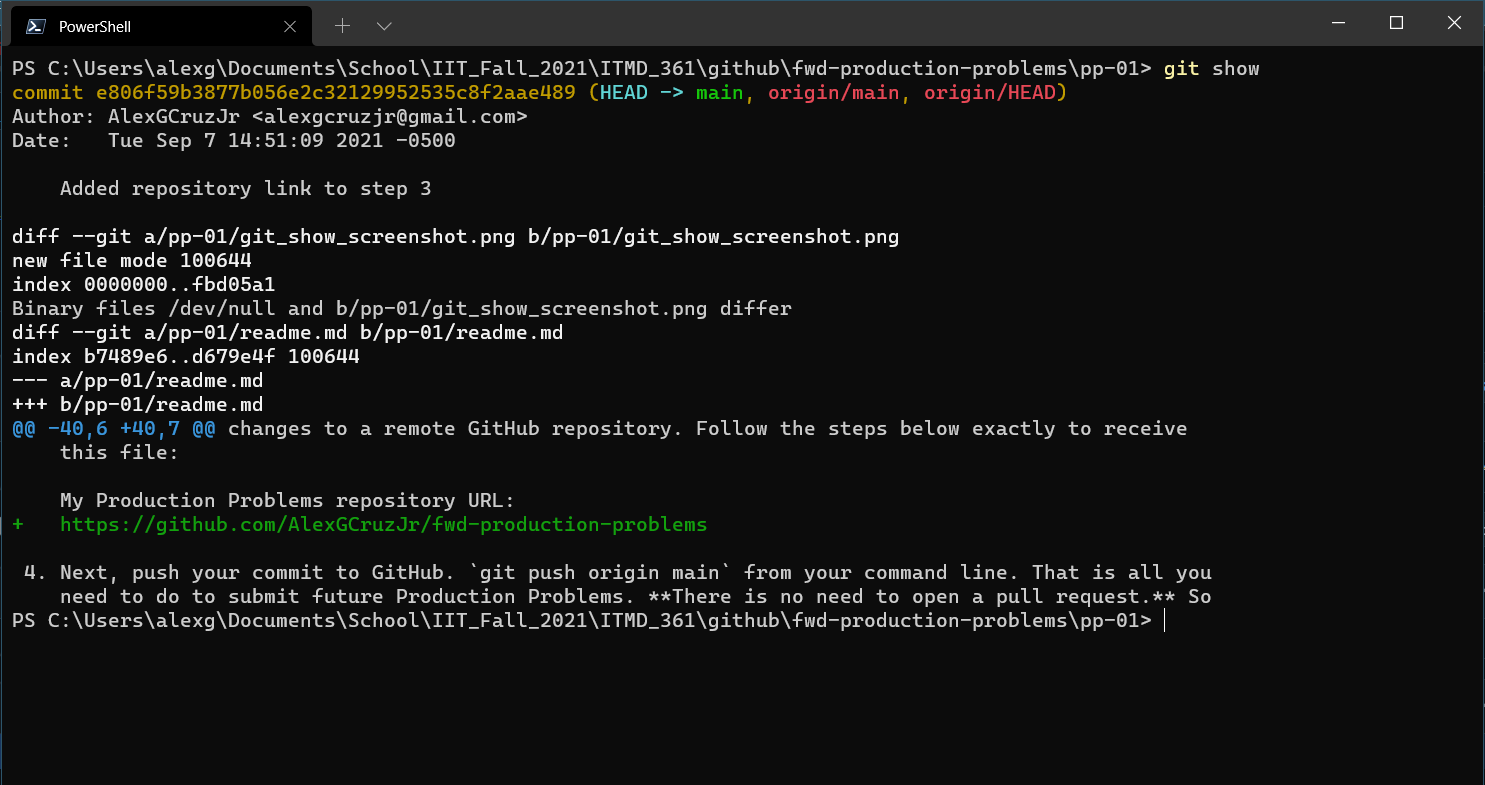 PowerShell
PS C:\Users\alexg\Documents\School\IIT_Fall_2021\ITMD_361\github\fwd-production-problems\pp-01> git show
commit e806f59b3877b056e2c32129952535c8f2aae489 (HEAD -> main, origin/main, origin/HEAD)
Author: AlexGCruzJr <alexgcruzjr@gmail.com>
Date:   Tue Sep 7 14:51:09 2021 -0500

    Added repository link to step 3

diff --git a/pp-01/git_show_screenshot.png b/pp-01/git_show_screenshot.png
new file mode 100644
index 0000000..fbd05a1
Binary files /dev/null and b/pp-01/git_show_screenshot.png differ
diff --git a/pp-01/readme.md b/pp-01/readme.md
index b7489e6..d679e4f 100644
--- a/pp-01/readme.md
+++ b/pp-01/readme.md
@@ -40,6 +40,7 @@ changes to a remote GitHub repository. Follow the steps below exactly to receive
    this file:

    My Production Problems repository URL:
+   https://github.com/AlexGCruzJr/fwd-production-problems

 4. Next, push your commit to GitHub. `git push origin main` from your command line. That is all you
    need to do to submit future Production Problems. **There is no need to open a pull request.** So
PS C:\Users\alexg\Documents\School\IIT_Fall_2021\ITMD_361\github\fwd-production-problems\pp-01>